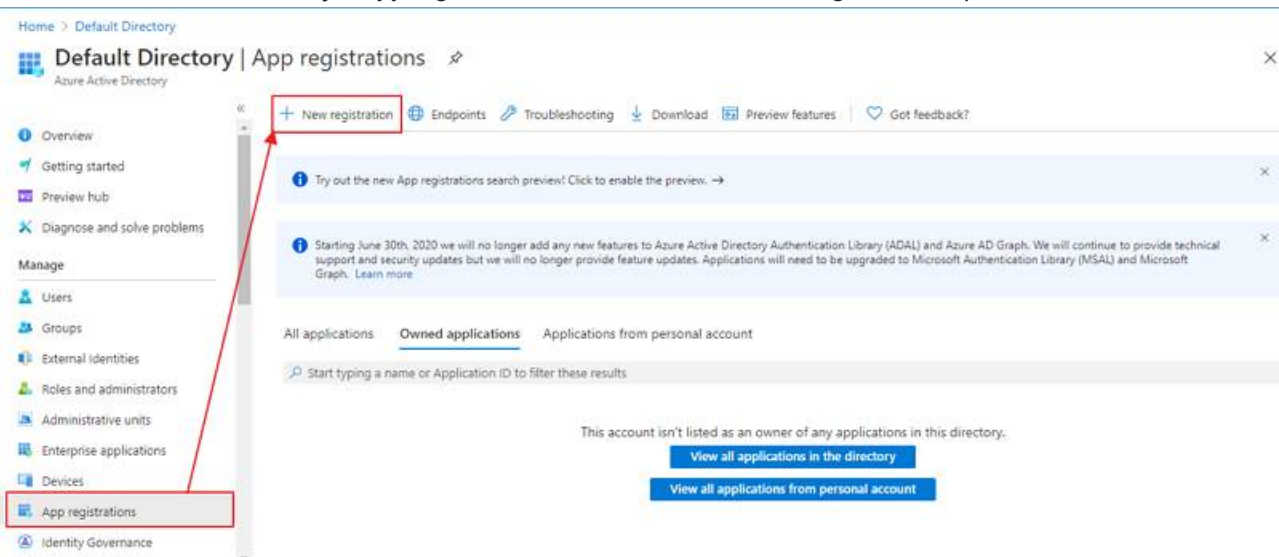 Home > Default Directory
Default Directory | App registrations
Azure Active Directory
«
+ New registration Endpoints Troubleshooting Download Preview features Got feedback?
Overview
Getting started
Preview hub
Diagnose and solve problems
Manage
Users
Groups
External Identities
Roles and administrators
Administrative units
Enterprise applications
Devices
App registrations
Identity Governance
Try out the new App registrations search preview! Click to enable the preview. →
Starting June 30th, 2020 we will no longer add any new features to Azure Active Directory Authentication Library (ADAL) and Azure AD Graph. We will continue to provide technical
support and security updates but we will no longer provide feature updates. Applications will need to be upgraded to Microsoft Authentication Library (MSAL) and Microsoft
Graph. Learn more
All applications Owned applications Applications from personal account
Start typing a name or Application ID to filter these results
This account isn't listed as an owner of any applications in this directory.
View all applications in the directory
View all applications from personal account